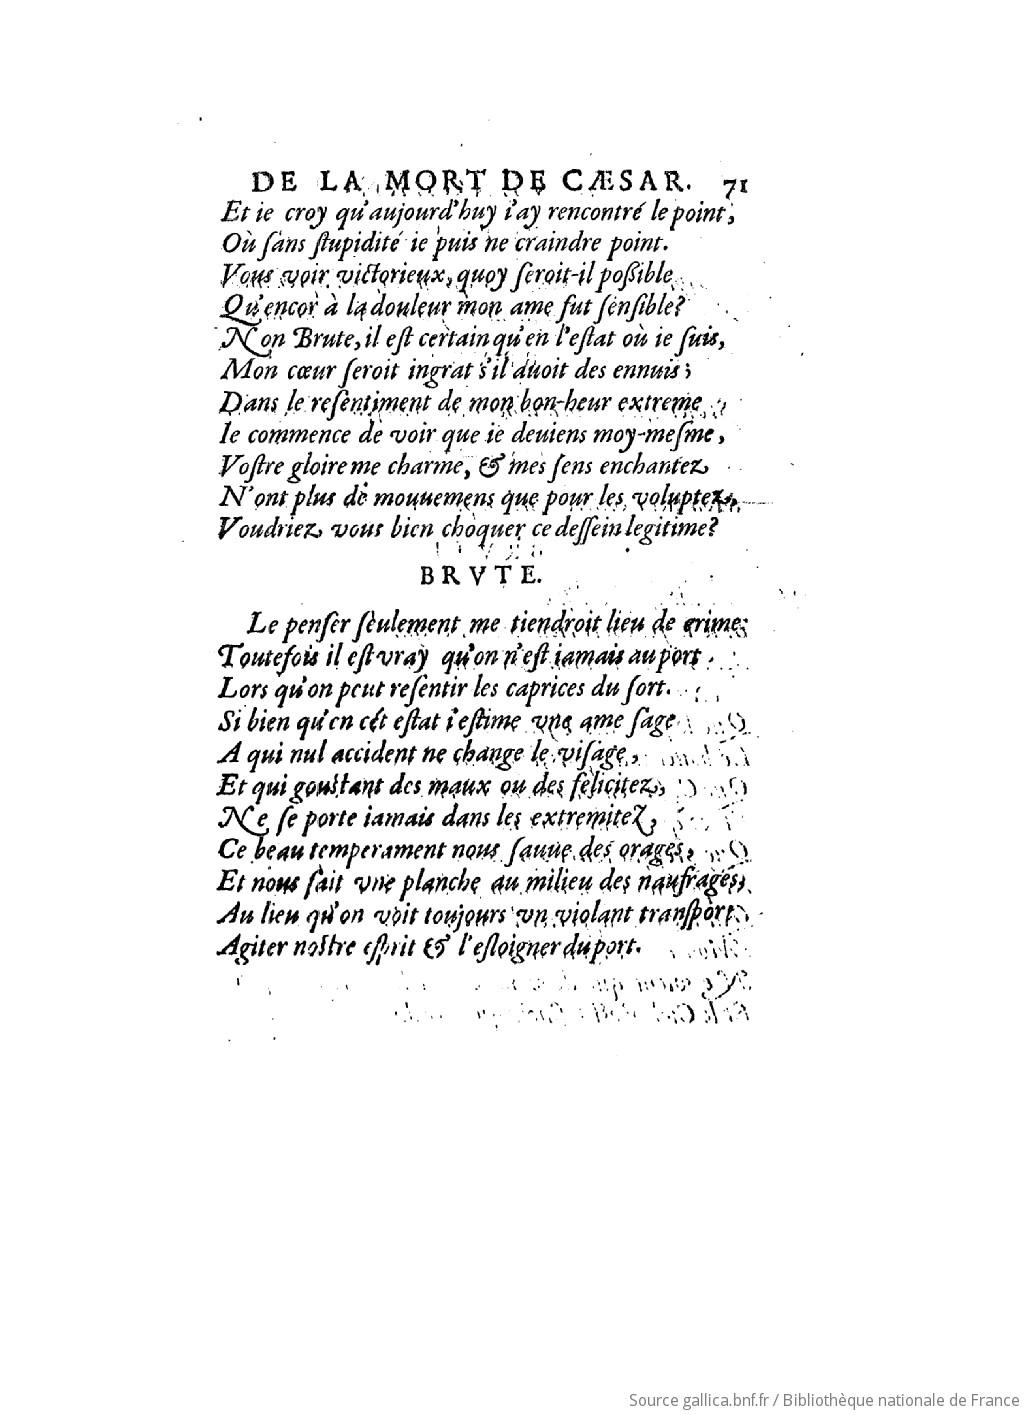 DE LA MORT DE CÆSAR. 71
Et ie croy qu'aujourd'huy i'ay rencontré le point,
Où ſans ſtupidité ie puis ne craindre point.
Vous voir victorieux, quoy ſeroit-il poßible
Qu'encor à la douleur mon ame fut ſenſible?
Non Brute, il eſt certain qu'en l'eſtat où ie ſuis,
Mon cœur ſeroit ingrat s'il auoit des ennuis;
Dans le reſentiment de mon bon-heur extreme,
Ie commence de voir que ie deuiens moy-meſme,
Voſtre gloire me charme, & mes ſens enchantez
N'ont plus de mouuemens que pour les voluptez,
Voudriez vous bien choquer ce deſſein legitime?
BRVTE.
Le penſer ſeulement me tiendroit lieu de crime;
Toutefois il eſt vray qu'on n'eſt iamais au port
Lors qu'on peut reſentir les caprices du ſort.
Si bien qu'en cét eſtat i'eſtime vne ame ſage
A qui nul accident ne change le viſage,
Et qui gouſtant des maux ou des felicitez,
Ne ſe porte iamais dans les extremitez,
Ce beau temperament nous ſauue des orages,
Et nous fait vne planche au milieu des naufrages,
Au lieu qu'on voit toujours vn violant tranſport
Agiter noſtre eſprit & l'eſloigner du port.
Source gallica.bnf.fr / Bibliothèque nationale de France